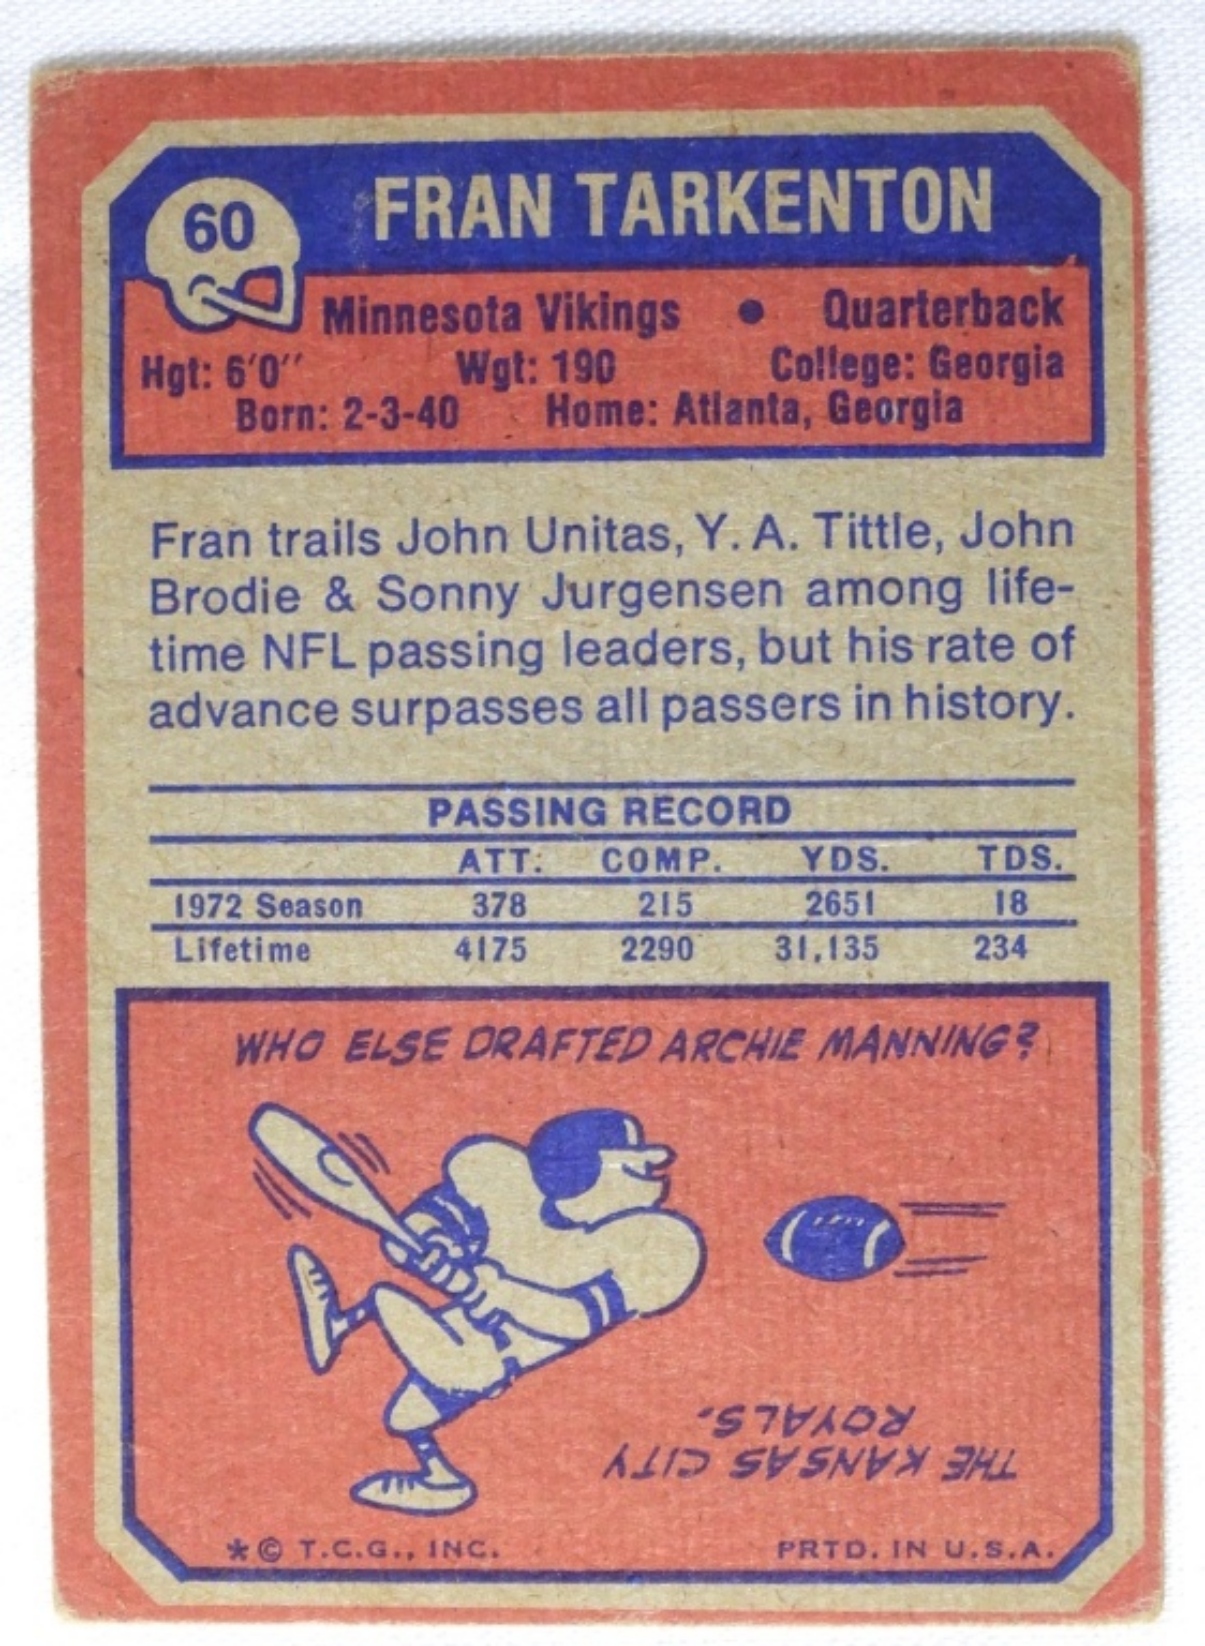 60
FRAN TARKENTON
Minnesota Vikings • Quarterback
Hgt: 6'0'' Wgt: 190 College: Georgia
Born: 2-3-40 Home: Atlanta, Georgia
Fran trails John Unitas, Y. A. Tittle, John
Brodie & Sonny Jurgensen among life-
time NFL passing leaders, but his rate of
advance surpasses all passers in history.
PASSING RECORD
ATT. COMP. YDS. TDS.
1972 Season 378 215 2651 18
Lifetime 4175 2290 31,135 234
WHO ELSE DRAFTED ARCHIE MANNING?
THE KANSAS CITY
ROYALS.
*© T.C.G., INC. PRTD. IN U.S.A.